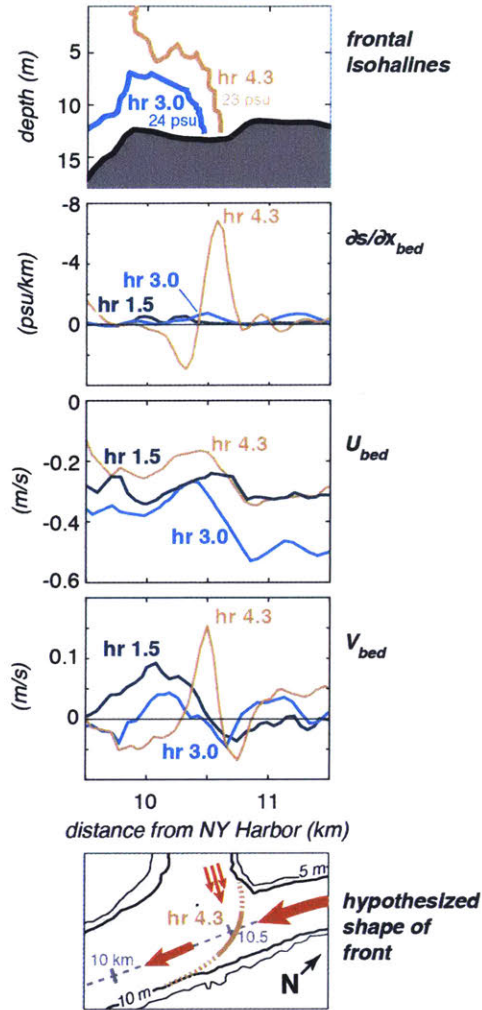 5
10
15
depth (m)
hr 4.3
23 psu
hr 3.0
24 psu
frontal
isohalines
-8
-4
0
(psu/km)
hr 4.3
hr 3.0
hr 1.5
∂s/∂x bed
0
-0.2
-0.4
-0.6
(m/s)
hr 1.5
hr 4.3
hr 3.0
U bed
0.1
0
(m/s)
hr 4.3
hr 1.5
hr 3.0
V bed
10
11
distance from NY Harbor (km)
5 m
hr 4.3
10.5
10 km
10 m
N
hypothesized
shape of
front